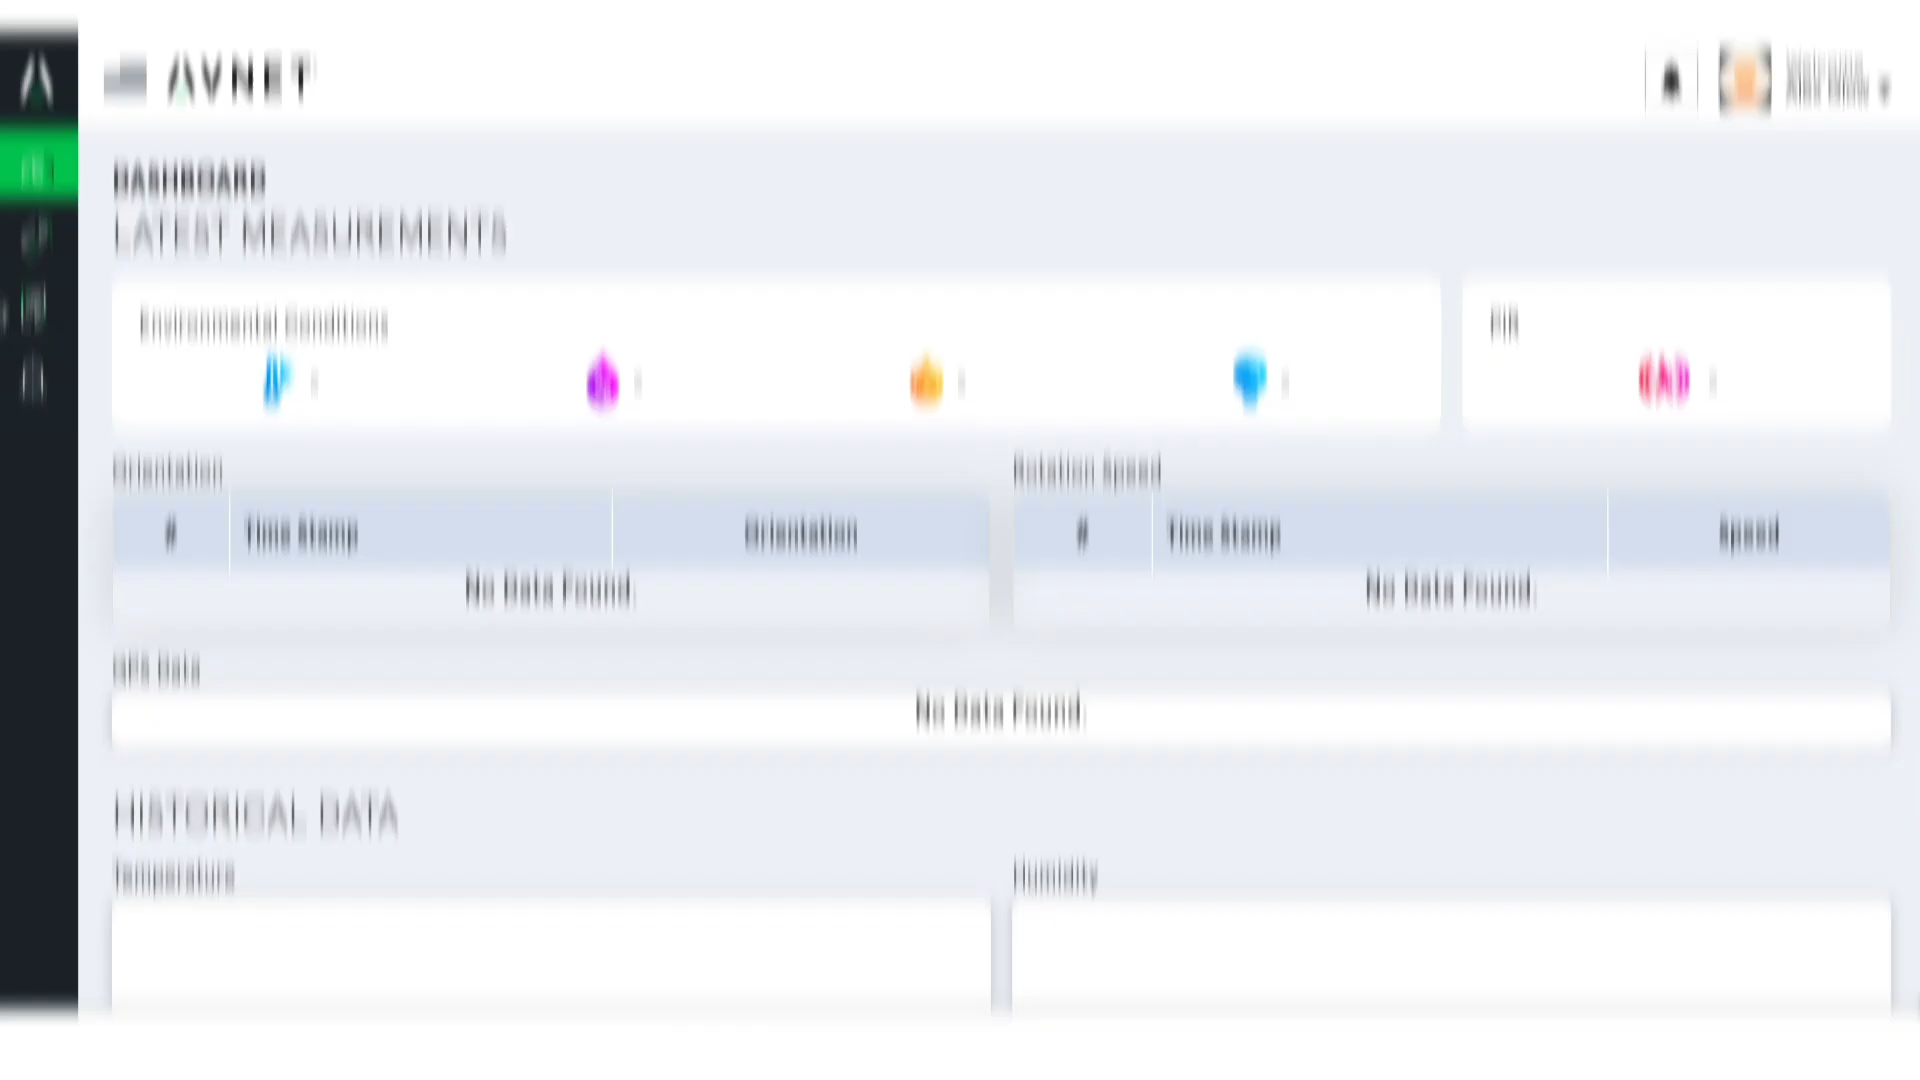 AVNET
DASHBOARD
LATEST MEASUREMENTS
Environmental Conditions
PIR
Orientation
Rotation Speed
# Time Stamp Orientation
# Time Stamp Speed
No Data Found.
No Data Found.
GPS Data
No Data Found.
HISTORICAL DATA
Temperature
Humidity